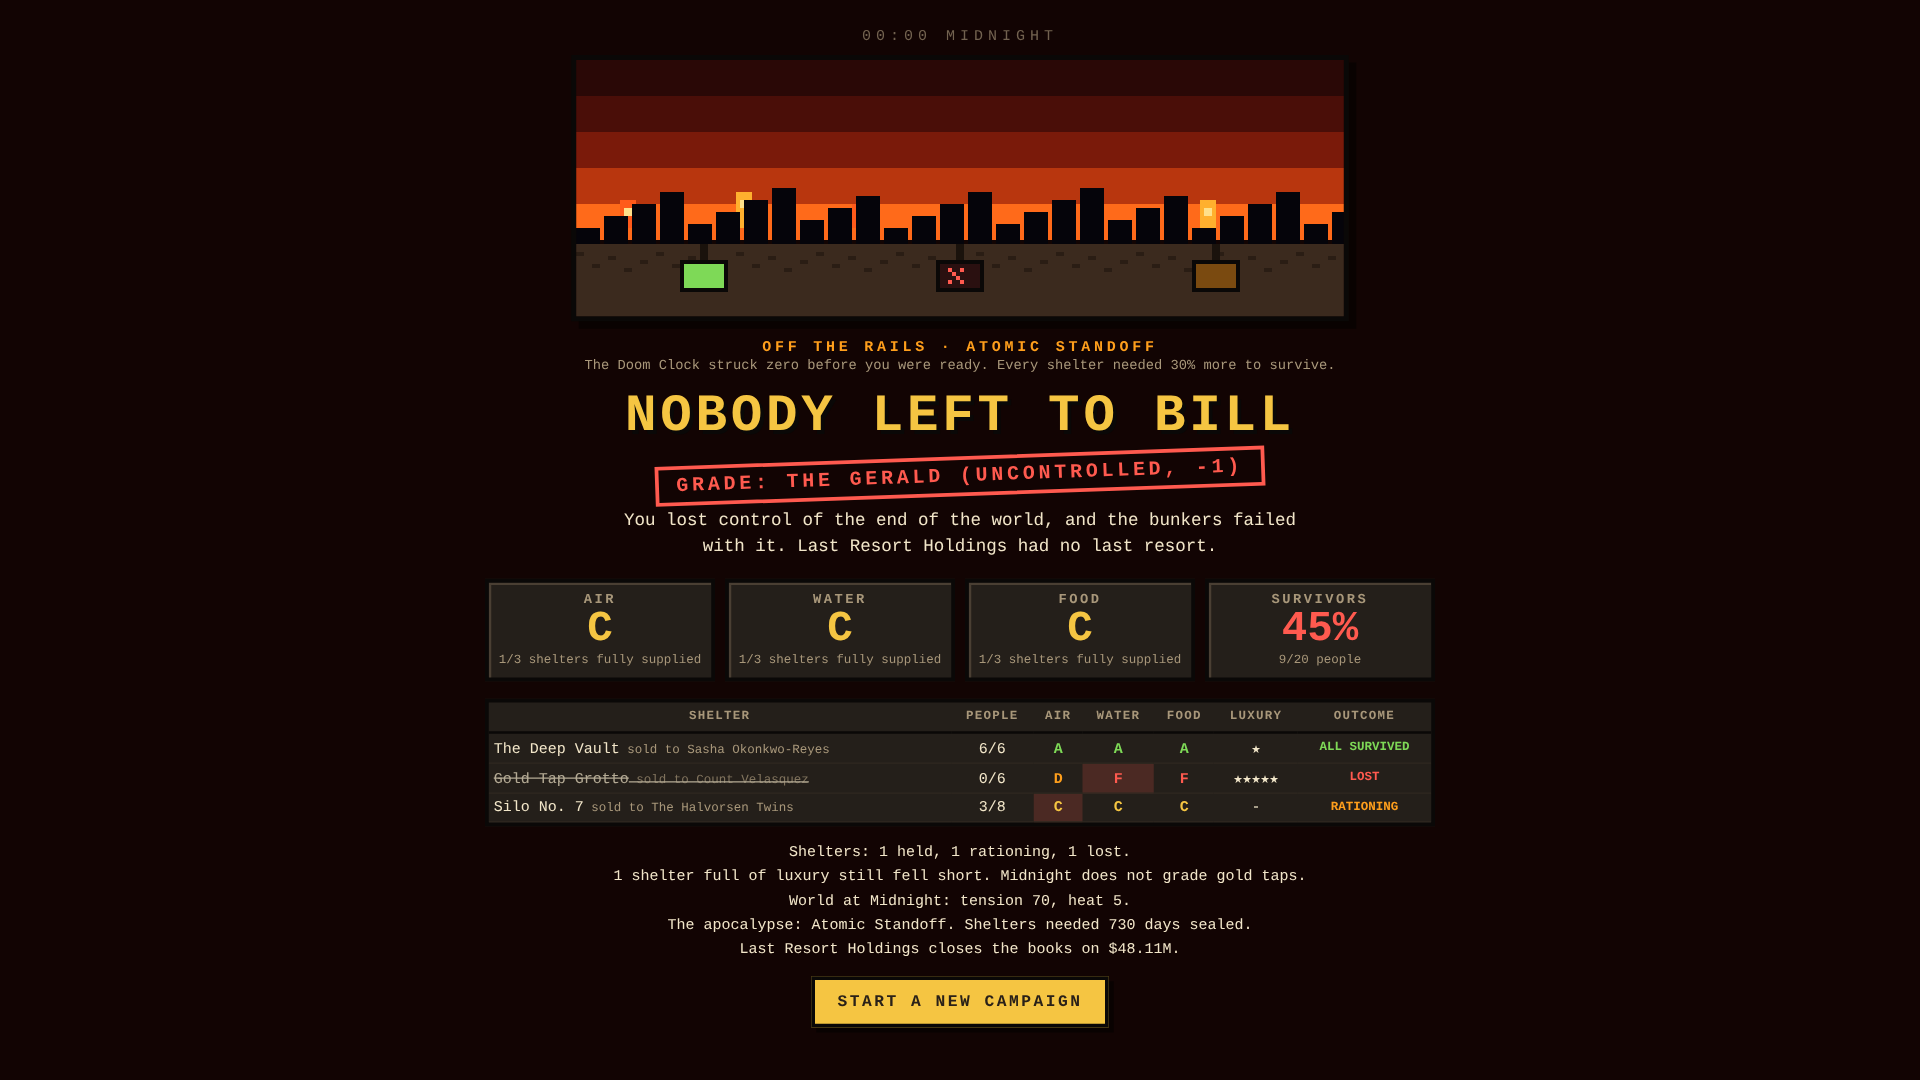 00:00 MIDNIGHT
OFF THE RAILS · ATOMIC STANDOFF
The Doom Clock struck zero before you were ready. Every shelter needed 30% more to survive.
NOBODY LEFT TO BILL
GRADE: THE GERALD (UNCONTROLLED, -1)
You lost control of the end of the world, and the bunkers failed
with it. Last Resort Holdings had no last resort.
AIR WATER FOOD SURVIVORS
C C C 45%
1/3 shelters fully supplied 1/3 shelters fully supplied 1/3 shelters fully supplied 9/20 people
SHELTER PEOPLE AIR WATER FOOD LUXURY OUTCOME
The Deep Vault sold to Sasha Okonkwo-Reyes 6/6 A A A ★ ALL SURVIVED
Gold Tap Grotto sold to Count Velasquez 0/6 D F F ★★★★★ LOST
Silo No. 7 sold to The Halvorsen Twins 3/8 C C C - RATIONING
Shelters: 1 held, 1 rationing, 1 lost.
1 shelter full of luxury still fell short. Midnight does not grade gold taps.
World at Midnight: tension 70, heat 5.
The apocalypse: Atomic Standoff. Shelters needed 730 days sealed.
Last Resort Holdings closes the books on $48.11M.
START A NEW CAMPAIGN